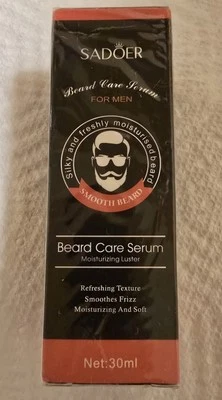 SADOER
Beard Care Serum
FOR MEN
Silky and freshly moisturised beard
SMOOTH BEARD
Beard Care Serum
Moisturizing Luster
Refreshing Texture
Smoothes Frizz
Moisturizing And Soft
Net:30ml